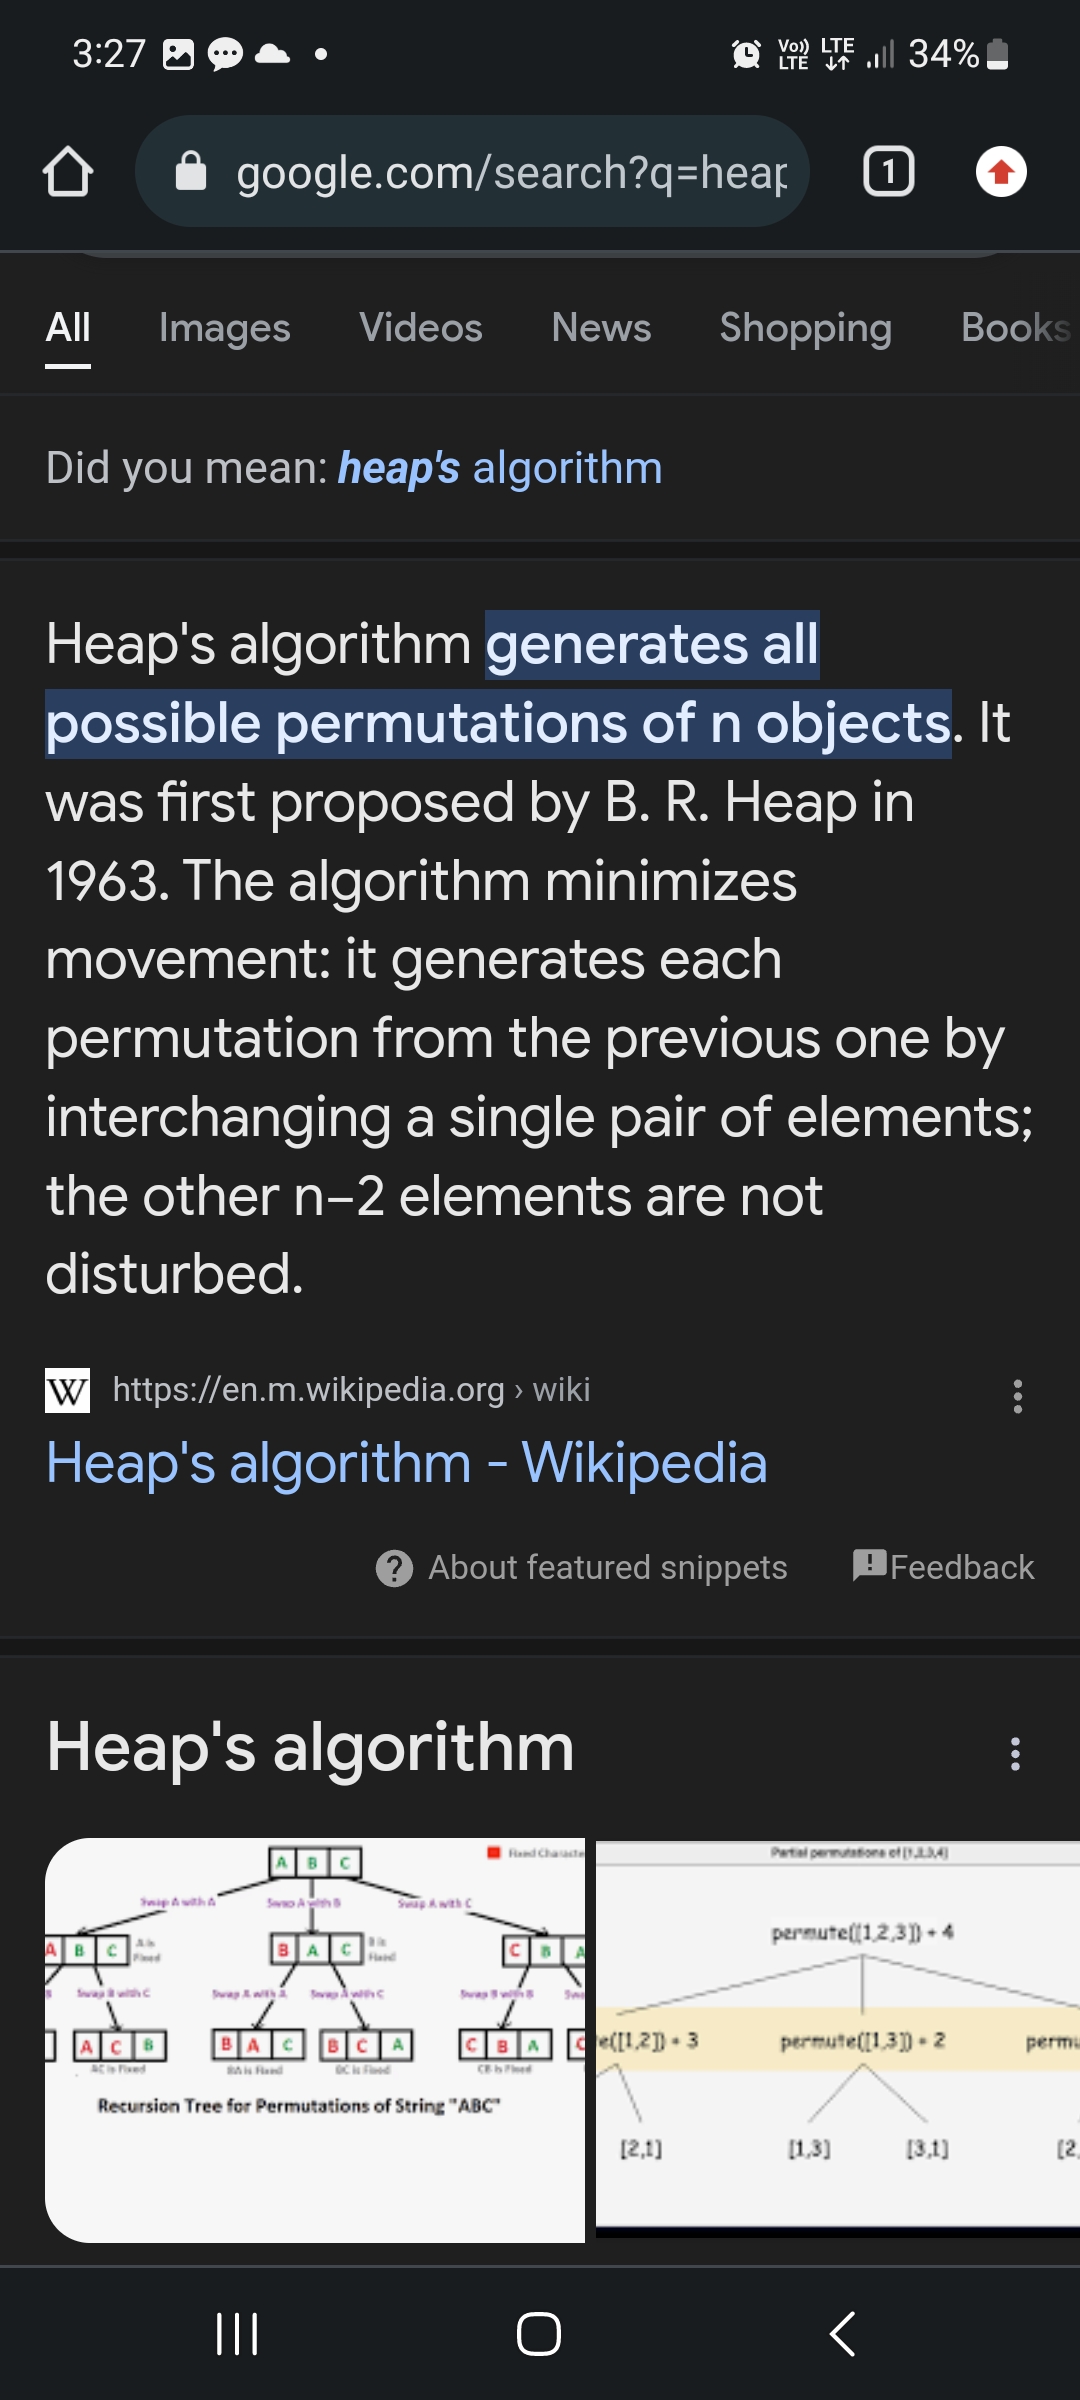 3:27
Vo)) LTE
LTE
34%
google.com/search?q=heap
1
All Images Videos News Shopping Books
Did you mean: heap's algorithm
Heap's algorithm generates all
possible permutations of n objects. It
was first proposed by B. R. Heap in
1963. The algorithm minimizes
movement: it generates each
permutation from the previous one by
interchanging a single pair of elements;
the other n–2 elements are not
disturbed.
W https://en.m.wikipedia.org › wiki
Heap's algorithm - Wikipedia
About featured snippets Feedback
Heap's algorithm
A B C
Fixed Characte
Swap A with A Swap A with B Swap A with C
A B C A is Fixed
B A C B is Fixed
C B A
Swap B with C Swap A with A Swap A with C Swap B with B
A C B B A C B C A C B A C
AC is Fixed BA is Fixed BC is Fixed CB is Fixed
Recursion Tree for Permutations of String "ABC"
Partial permutations of [1,2,3,4]
permute([1,2,3]) + 4
e([1,2]) + 3 permute([1,3]) + 2 permu
[2,1] [1,3] [3,1] [2,